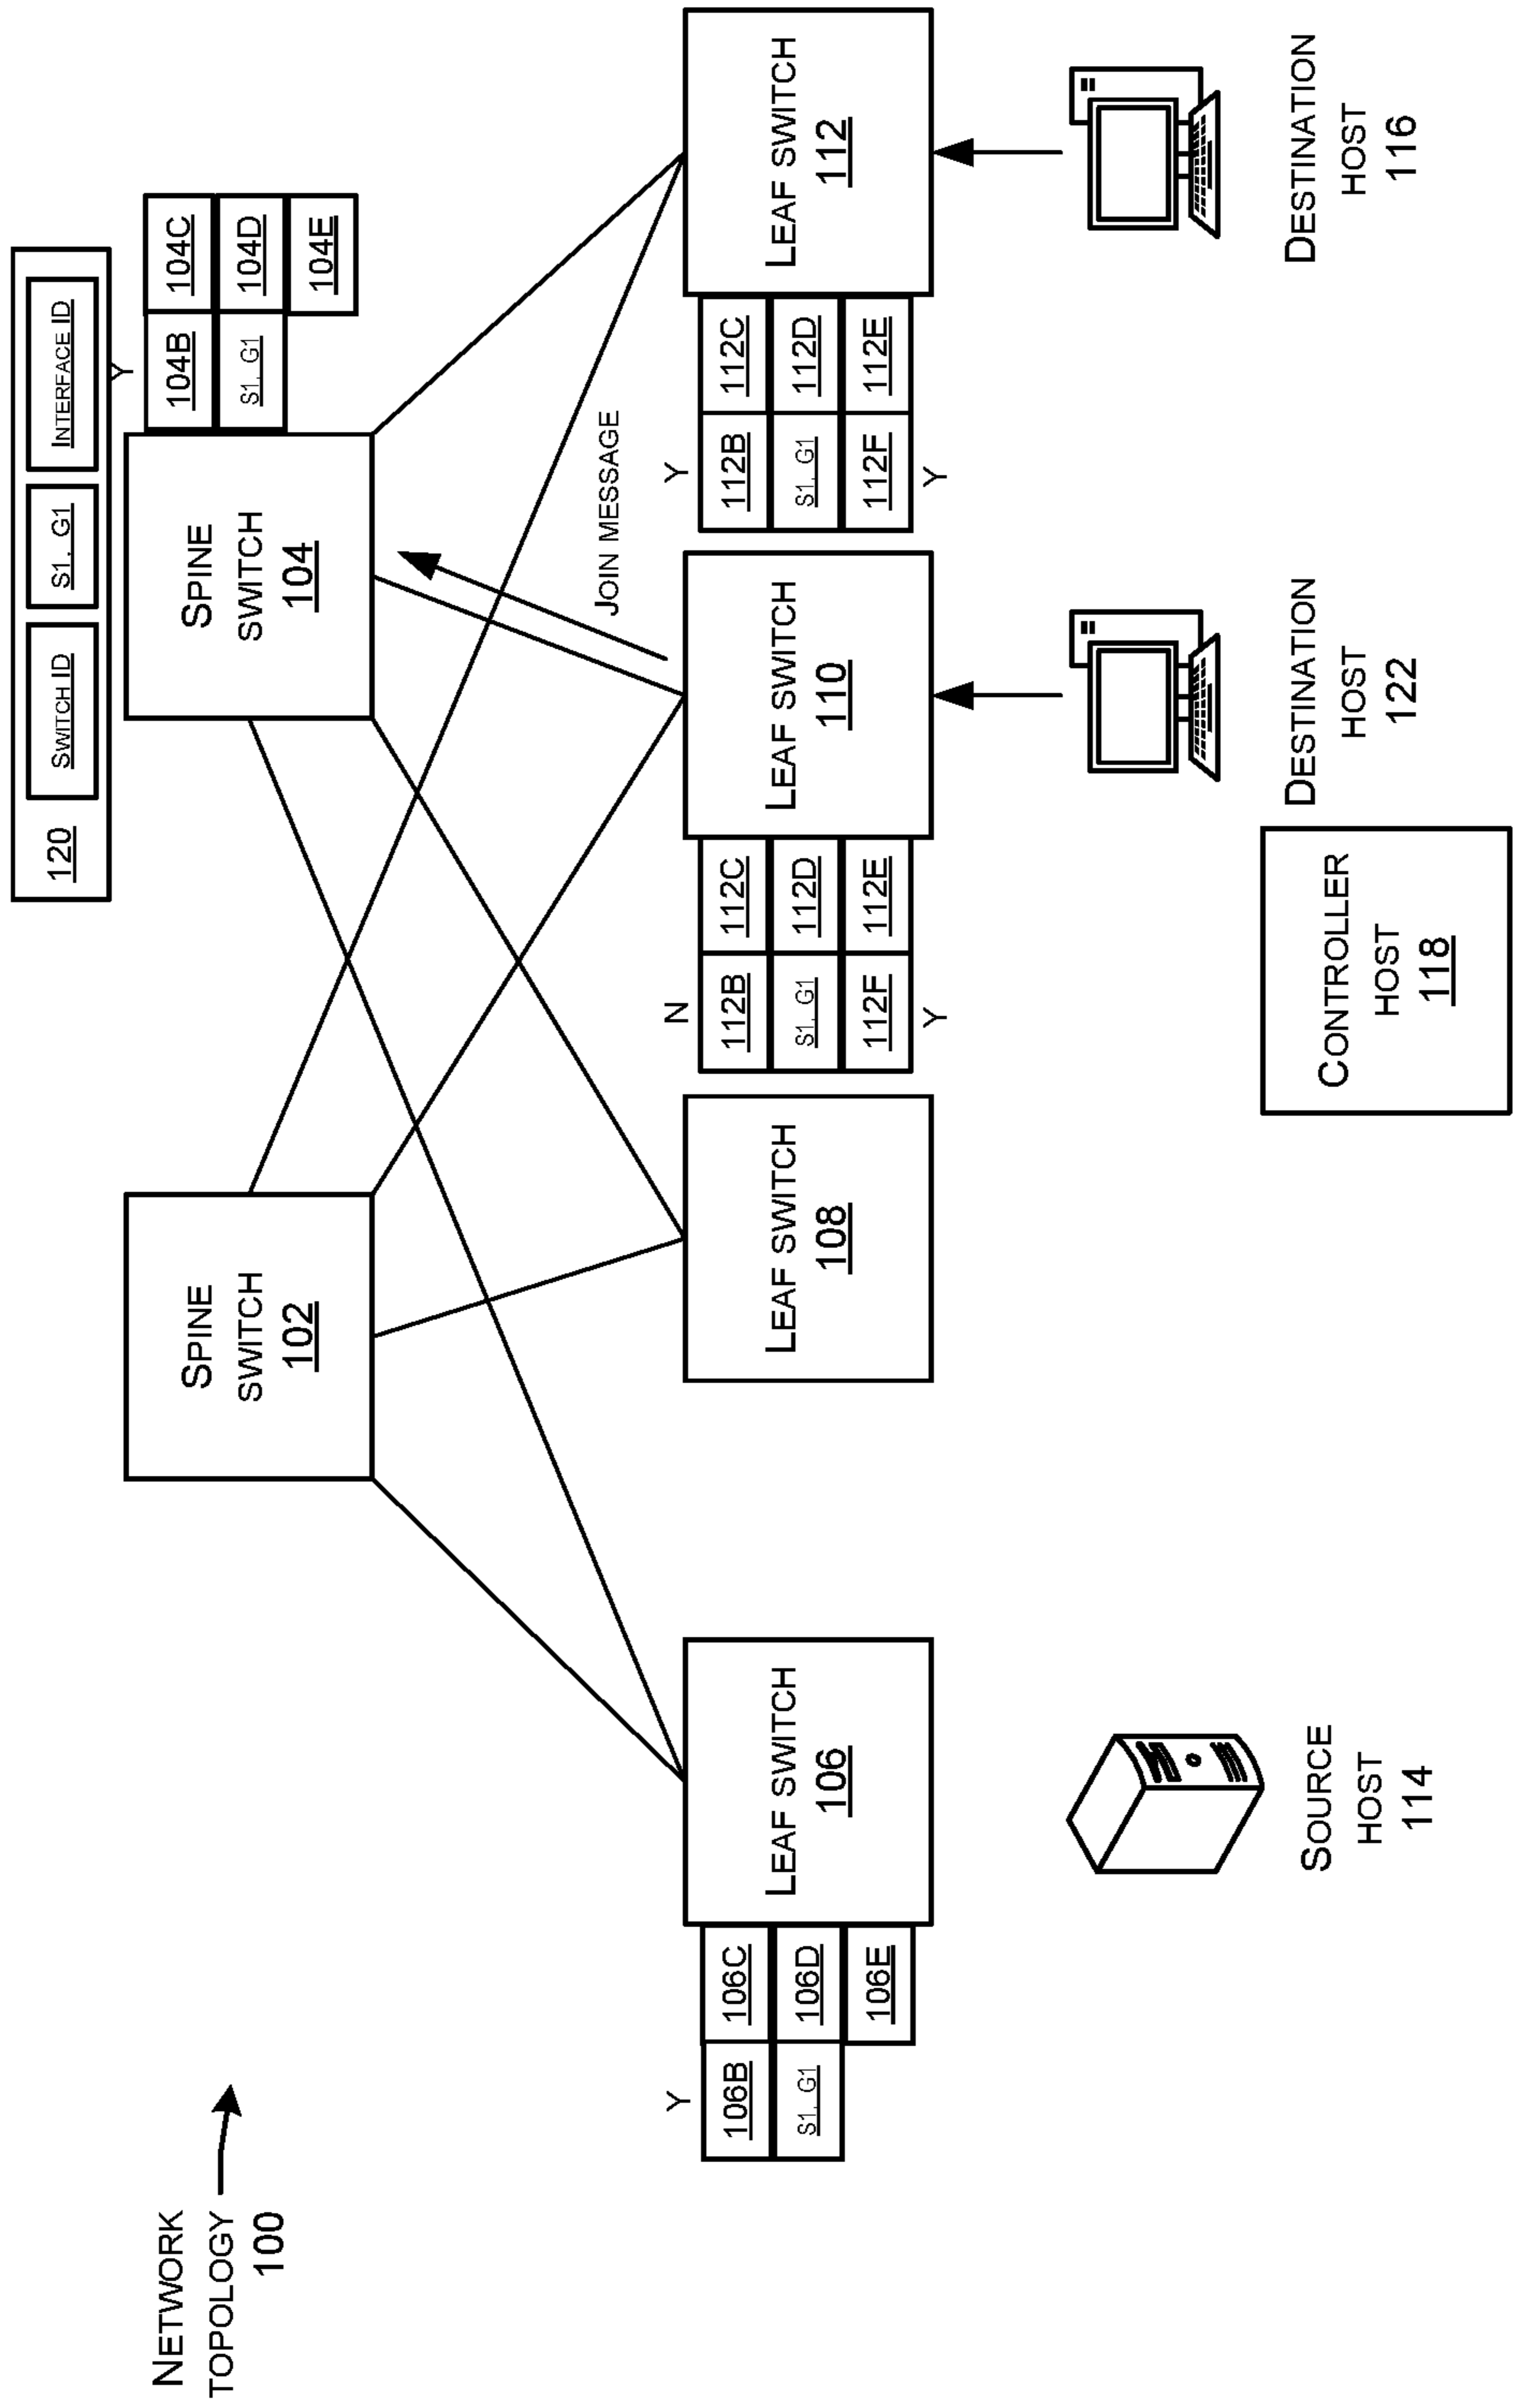 NETWORK
TOPOLOGY
100
120
SWITCH ID
S1, G1
INTERFACE ID
SPINE
SWITCH
102
SPINE
SWITCH
104
Y
104B
104C
S1, G1
104D
104E
JOIN MESSAGE
Y
106B
106C
S1, G1
106D
106E
LEAF SWITCH
106
LEAF SWITCH
108
N
112B
112C
S1, G1
112D
112F
112E
Y
LEAF SWITCH
110
Y
112B
112C
S1, G1
112D
112F
112E
Y
LEAF SWITCH
112
SOURCE
HOST
114
CONTROLLER
HOST
118
DESTINATION
HOST
122
DESTINATION
HOST
116